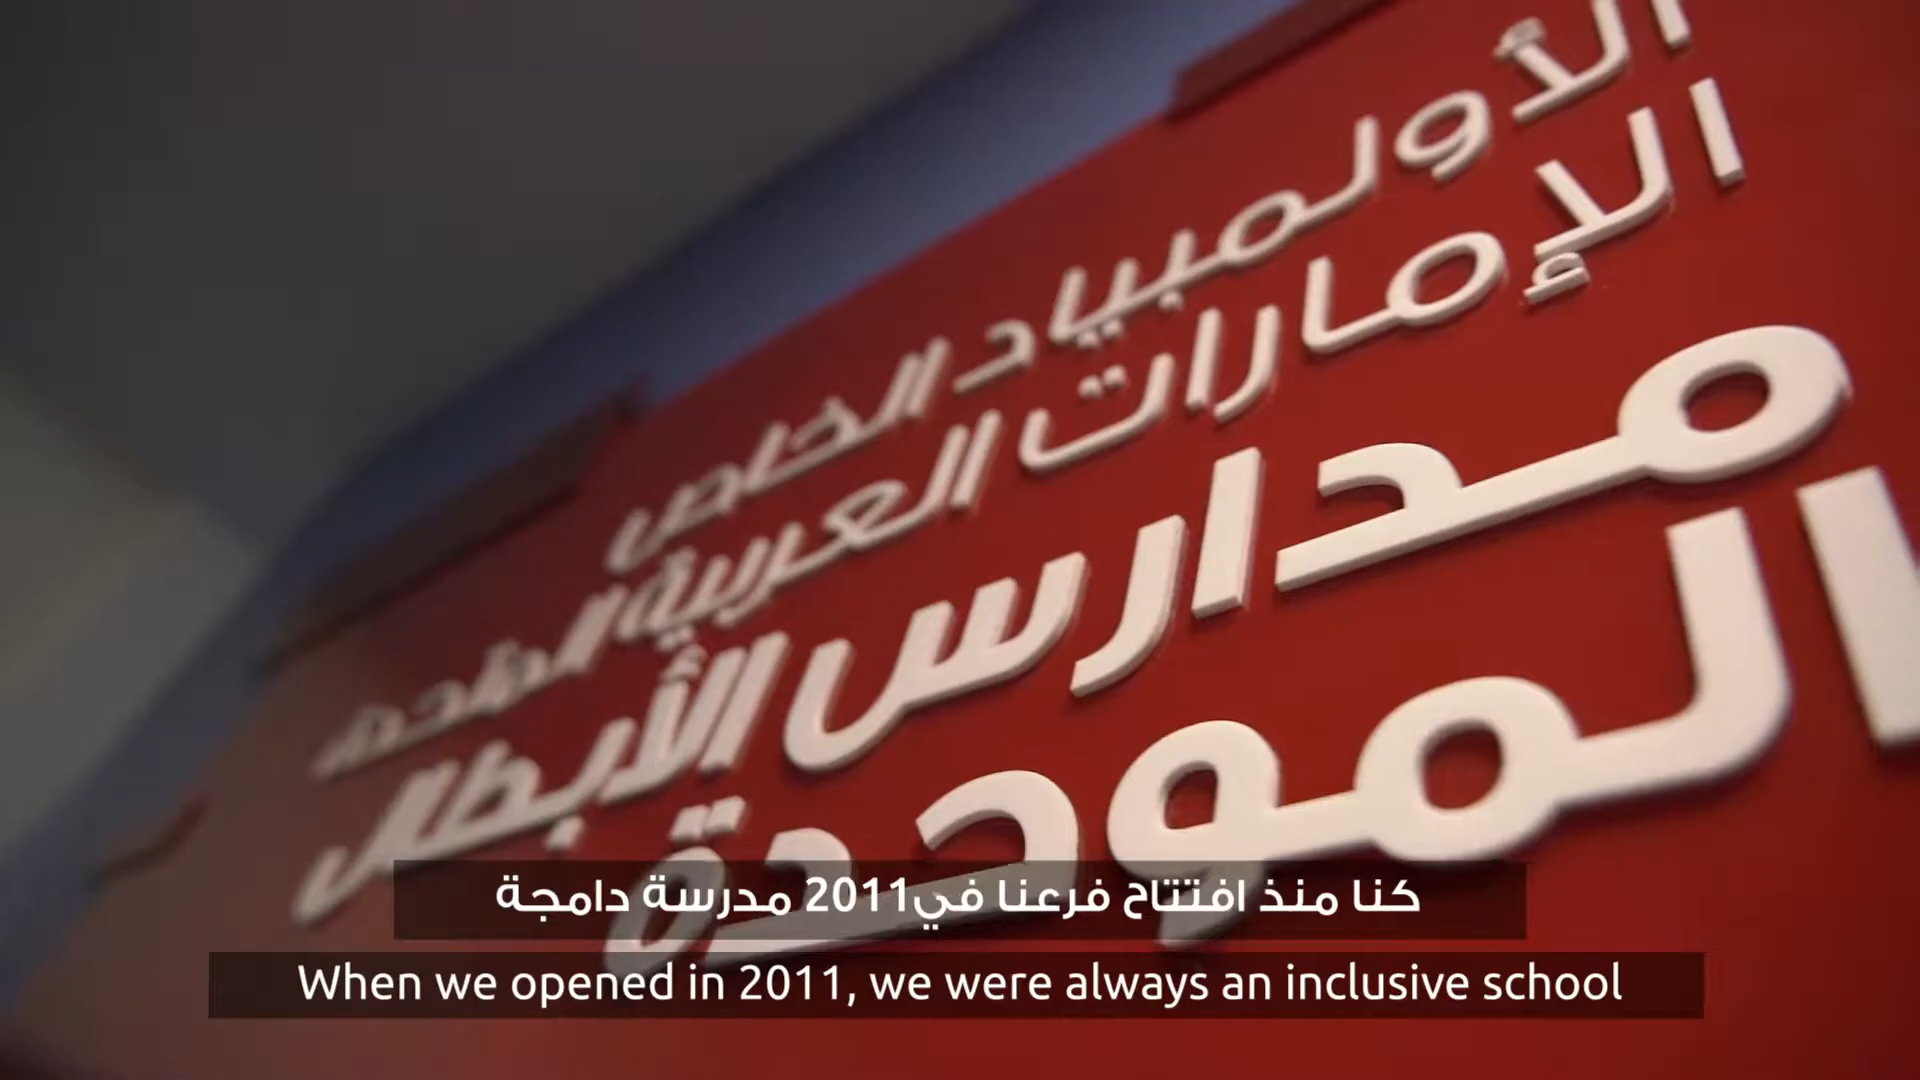 الأولمبياد الخاص
الإمارات العربية المتحدة
مدارس الأبطال
الموحدة
كنا منذ افتتاح فرعنا في2011 مدرسة دامجة
When we opened in 2011, we were always an inclusive school